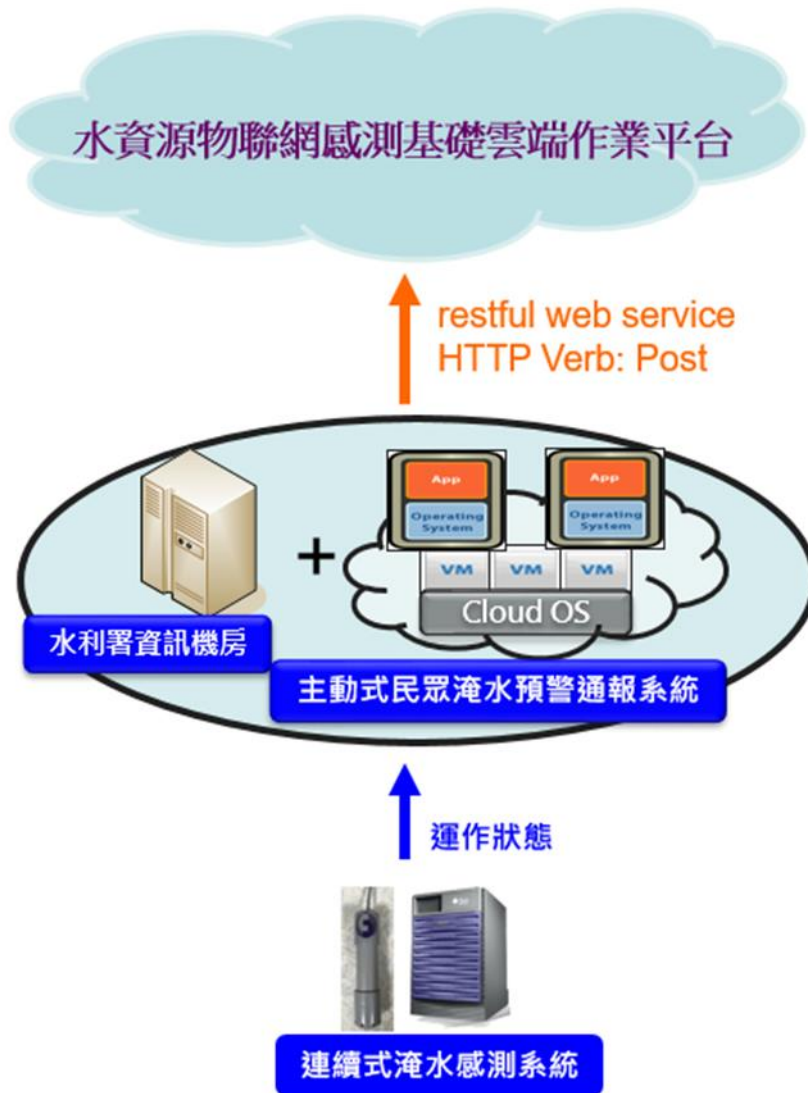 水資源物聯網感測基礎雲端作業平台
restful web service
HTTP Verb: Post
App
Operating
System
App
Operating
System
+
VM
VM
VM
Cloud OS
水利署資訊機房
主動式民眾淹水預警通報系統
運作狀態
連續式淹水感測系統